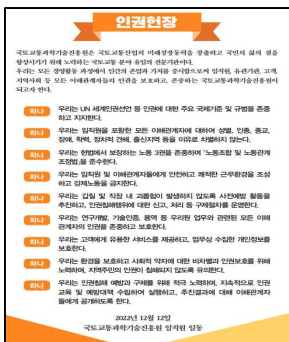 인권헌장
국토교통과학기술진흥원은 국토교통산업의 미래성장동력을 창출하고 국민의 삶의 질을
향상시키기 위해 노력하는 국토교통 분야 유일의 전문기관이다.
우리는 모든 경영활동 과정에서 인간의 존엄과 가치를 중시함으로써 임직원, 유관기관, 고객,
지역사회 등 모든 이해관계자들의 인권을 보호하고, 존중하는 국토교통과학기술진흥원이
되고자 한다.
하나 우리는 UN 세계인권선언 등 인권에 대한 주요 국제기준 및 규범을 존중
하고 지지한다.
하나 우리는 임직원을 포함한 모든 이해관계자에 대하여 성별, 인종, 종교,
장애, 학력, 정치적 견해, 출신지역 등을 이유로 차별하지 않는다.
하나 우리는 헌법에서 보장하는 노동 3권을 존중하며 「노동조합 및 노동관계
조정법」을 준수한다.
하나 우리는 임직원 및 이해관계자들에게 안전하고 쾌적한 근무환경을 조성
하고 강제노동을 금지한다.
하나 우리는 갑질 및 직장 내 괴롭힘이 발생하지 않도록 사전예방 활동을
추진하고, 인권침해행위에 대한 신고, 처리 등 구제절차를 운영한다.
하나 우리는 연구개발, 기술인증, 용역 등 우리원 업무와 관련된 모든 이해
관계자의 인권을 존중하고 보호한다.
하나 우리는 고객에게 유용한 서비스를 제공하고, 업무상 수집한 개인정보를
보호한다.
하나 우리는 환경을 보호하고 사회적 약자에 대한 비차별과 인권보호를 위해
노력하며, 지역주민의 인권이 침해되지 않도록 유의한다.
하나 우리는 인권침해 예방과 구제를 위해 적극 노력하며, 지속적으로 인권
교육 및 예방대책 수립하여 실행하고, 추진결과에 대해 이해관계자
들에게 공개하도록 한다.
2022년 12월 12일
국토교통과학기술진흥원 임직원 일동